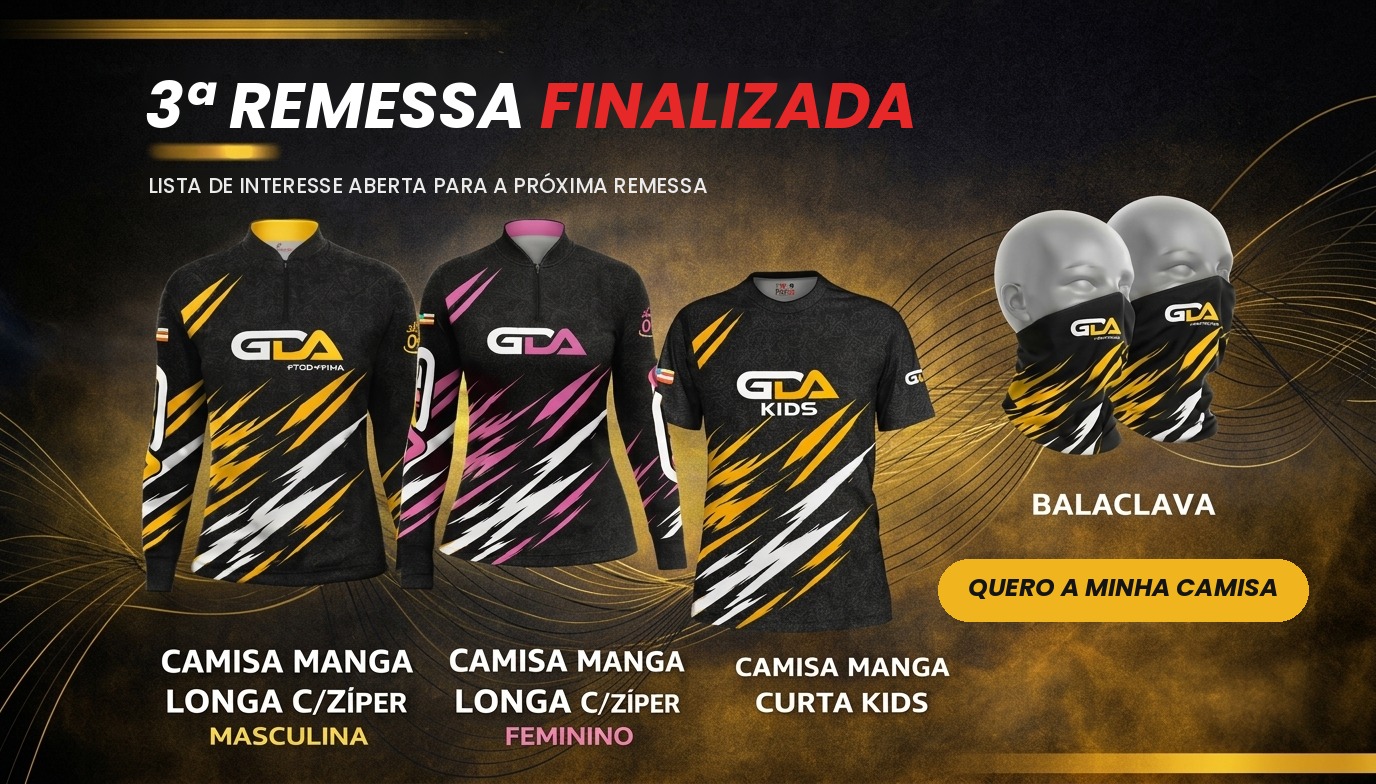 3ª REMESSA FINALIZADA
LISTA DE INTERESSE ABERTA PARA A PRÓXIMA REMESSA
GDA
GDA
GDA
KIDS
GDA
GDA
BALACLAVA
QUERO A MINHA CAMISA
CAMISA MANGA
LONGA C/ZÍPER
MASCULINA
CAMISA MANGA
LONGA C/ZÍPER
FEMININO
CAMISA MANGA
CURTA KIDS